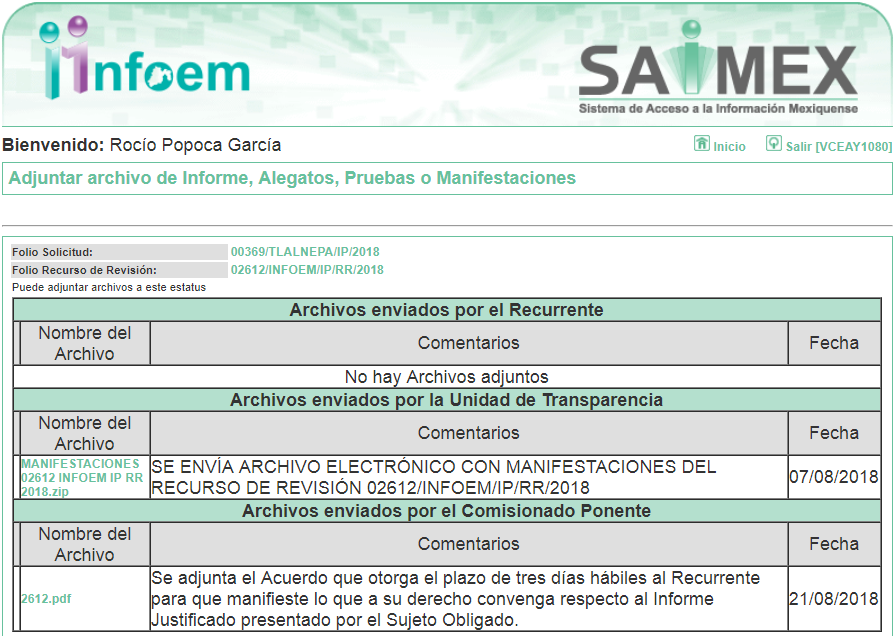 infoem
SAIMEX
Sistema de Acceso a la Información Mexiquense
Bienvenido: Rocío Popoca García
Inicio
Salir [VCEAY1080]
Adjuntar archivo de Informe, Alegatos, Pruebas o Manifestaciones
Folio Solicitud: 00369/TLALNEPA/IP/2018
Folio Recurso de Revisión: 02612/INFOEM/IP/RR/2018
Puede adjuntar archivos a este estatus
Archivos enviados por el Recurrente
Nombre del
Archivo
Comentarios
Fecha
No hay Archivos adjuntos
Archivos enviados por la Unidad de Transparencia
Nombre del
Archivo
Comentarios
Fecha
MANIFESTACIONES
02612 INFOEM IP RR
2018.zip
SE ENVÍA ARCHIVO ELECTRÓNICO CON MANIFESTACIONES DEL
RECURSO DE REVISIÓN 02612/INFOEM/IP/RR/2018
07/08/2018
Archivos enviados por el Comisionado Ponente
Nombre del
Archivo
Comentarios
Fecha
2612.pdf
Se adjunta el Acuerdo que otorga el plazo de tres días hábiles al Recurrente
para que manifieste lo que a su derecho convenga respecto al Informe
Justificado presentado por el Sujeto Obligado.
21/08/2018